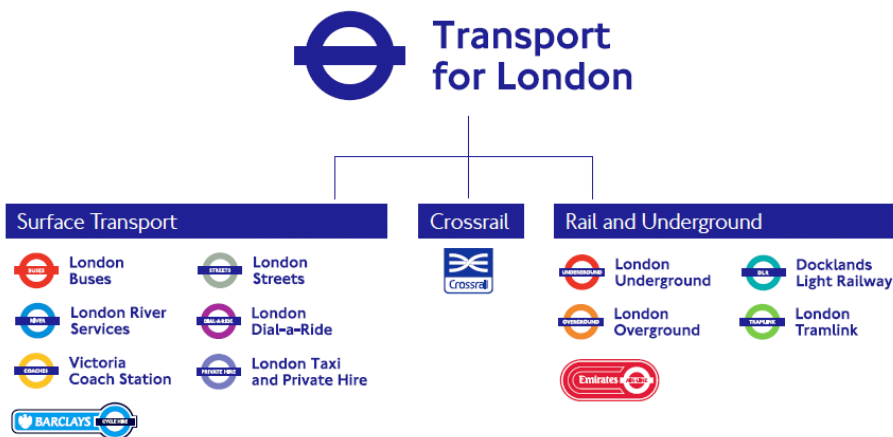 Transport
for London
Surface Transport
BUSES
London
Buses
STREETS
London
Streets
RIVER
London River
Services
DIAL-A-RIDE
London
Dial-a-Ride
COACHES
Victoria
Coach Station
PRIVATE HIRE
London Taxi
and Private Hire
BARCLAYS
CYCLE HIRE
Crossrail
Crossrail
Rail and Underground
UNDERGROUND
London
Underground
DLR
Docklands
Light Railway
OVERGROUND
London
Overground
TRAMLINK
London
Tramlink
Emirates
AIR LINE